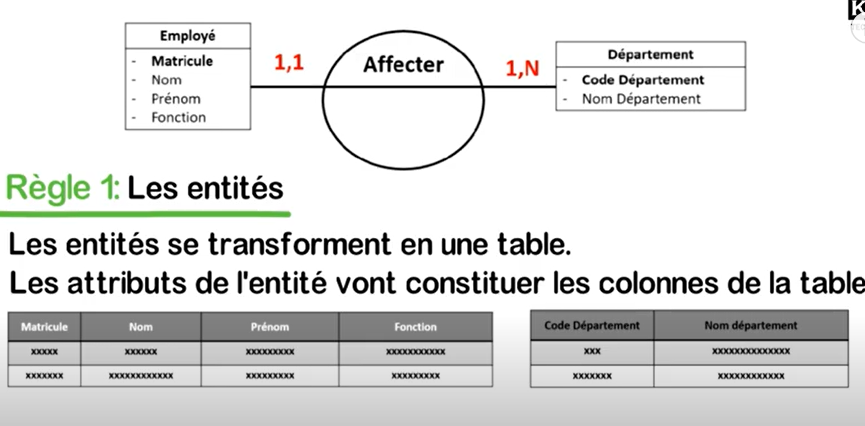 Employé
- Matricule
- Nom
- Prénom
- Fonction
1,1
Affecter
1,N
Département
- Code Département
- Nom Département
Règle 1: Les entités
Les entités se transforment en une table.
Les attributs de l'entité vont constituer les colonnes de la table
Matricule Nom Prénom Fonction
xxxxx xxxxxx xxxxxxxxx xxxxxxxxxxx
xxxxxxx xxxxxxxxxxxx xxxxxxxxx xxxxxxxxx
Code Département Nom département
xxx xxxxxxxxxxxxxx
xxxxxxx xxxxxxxxxxxx